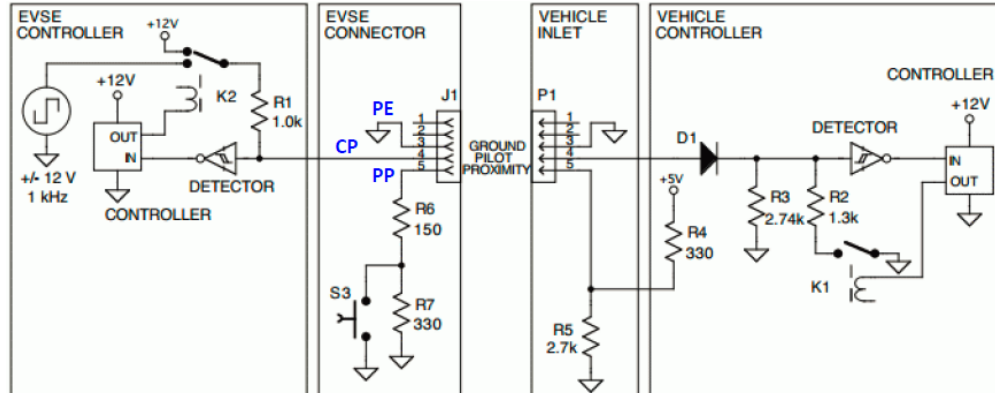 EVSE
CONTROLLER
+12V
+12V
K2
R1
1.0k
OUT
IN
DETECTOR
+/- 12 V
1 kHz
CONTROLLER
EVSE
CONNECTOR
J1
PE
1
2
3
4
5
CP
PP
GROUND
PILOT
PROXIMITY
R6
150
S3
R7
330
VEHICLE
INLET
P1
1
2
3
4
5
R5
2.7k
VEHICLE
CONTROLLER
CONTROLLER
+12V
D1
DETECTOR
IN
OUT
+5V
R4
330
R3
2.74k
R2
1.3k
K1